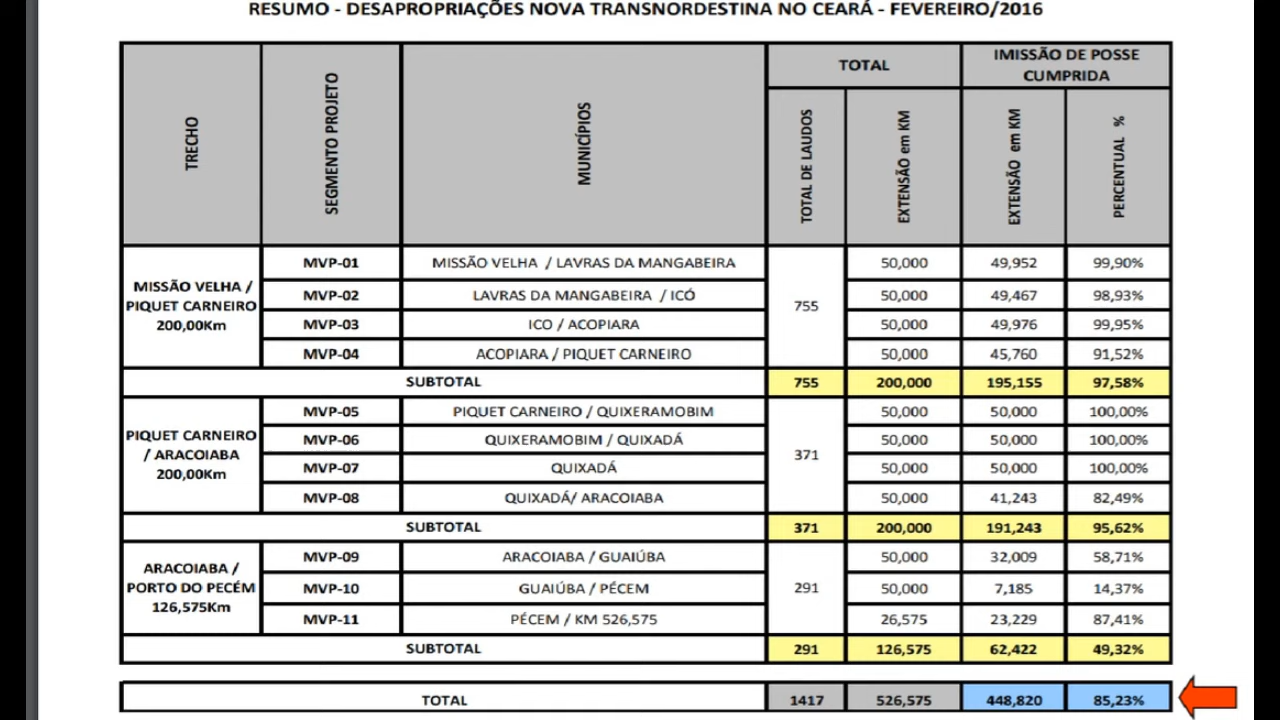 RESUMO - DESAPROPRIAÇÕES NOVA TRANSNORDESTINA NO CEARÁ - FEVEREIRO/2016
TRECHO SEGMENTO PROJETO MUNICÍPIOS TOTAL IMISSÃO DE POSSE CUMPRIDA
TOTAL DE LAUDOS EXTENSÃO em KM EXTENSÃO em KM PERCENTUAL %
MISSÃO VELHA / PIQUET CARNEIRO 200,00Km
MVP-01 MISSÃO VELHA / LAVRAS DA MANGABEIRA 755 50,000 49,952 99,90%
MVP-02 LAVRAS DA MANGABEIRA / ICÓ 50,000 49,467 98,93%
MVP-03 ICO / ACOPIARA 50,000 49,976 99,95%
MVP-04 ACOPIARA / PIQUET CARNEIRO 50,000 45,760 91,52%
SUBTOTAL 755 200,000 195,155 97,58%
PIQUET CARNEIRO / ARACOIABA 200,00Km
MVP-05 PIQUET CARNEIRO / QUIXERAMOBIM 371 50,000 50,000 100,00%
MVP-06 QUIXERAMOBIM / QUIXADÁ 50,000 50,000 100,00%
MVP-07 QUIXADÁ 50,000 50,000 100,00%
MVP-08 QUIXADÁ/ ARACOIABA 50,000 41,243 82,49%
SUBTOTAL 371 200,000 191,243 95,62%
ARACOIABA / PORTO DO PECÉM 126,575Km
MVP-09 ARACOIABA / GUAIÚBA 291 50,000 32,009 58,71%
MVP-10 GUAIÚBA / PÉCEM 50,000 7,185 14,37%
MVP-11 PÉCEM / KM 526,575 26,575 23,229 87,41%
SUBTOTAL 291 126,575 62,422 49,32%
TOTAL 1417 526,575 448,820 85,23%